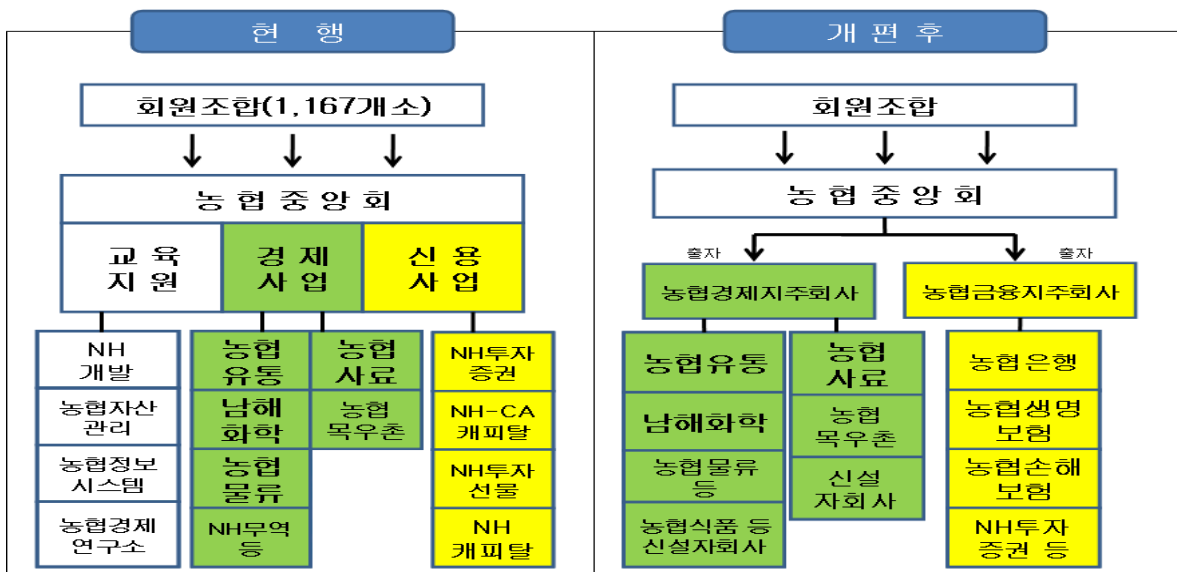 현 행
회원조합(1,167개소)
농 협 중 앙 회
교 육
지 원
경 제
사 업
신 용
사 업
NH
개발
농협자산
관리
농협정보
시스템
농협경제
연구소
농협
유통
남해
화학
농협
물류
NH무역
등
농협
사료
농협
목우촌
NH투자
증권
NH-CA
캐피탈
NH투자
선물
NH
캐피탈
개 편 후
회원조합
농 협 중 앙 회
출자
출자
농협경제지주회사
농협금융지주회사
농협유통
남해화학
농협물류
등
농협식품 등
신설자회사
농협
사료
농협
목우촌
신설
자회사
농협은행
농협생명
보험
농협손해
보험
NH투자
증권 등